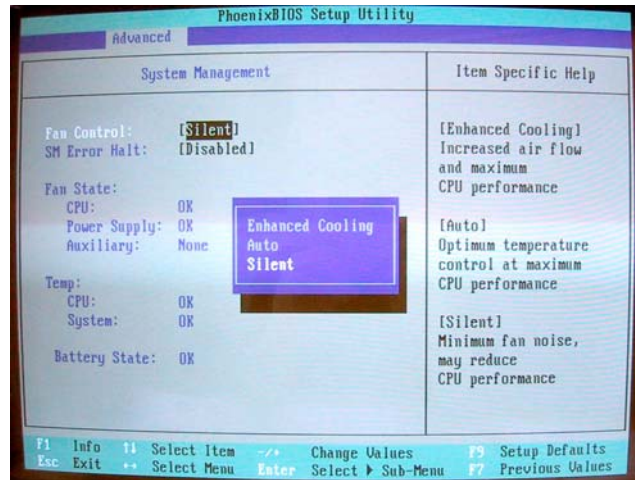 PhoenixBIOS Setup Utility
Advanced
System Management
Item Specific Help
Fan Control: [Silent]
SM Error Halt: [Disabled]
Fan State:
CPU: OK
Power Supply: OK
Auxiliary: None
Temp:
CPU: OK
System: OK
Battery State: OK
Enhanced Cooling
Auto
Silent
[Enhanced Cooling]
Increased air flow
and maximum
CPU performance
[Auto]
Optimum temperature
control at maximum
CPU performance
[Silent]
Minimum fan noise,
may reduce
CPU performance
F1 Info ↑↓ Select Item -/+ Change Values F9 Setup Defaults
Esc Exit ↔ Select Menu Enter Select ▶ Sub-Menu F7 Previous Values